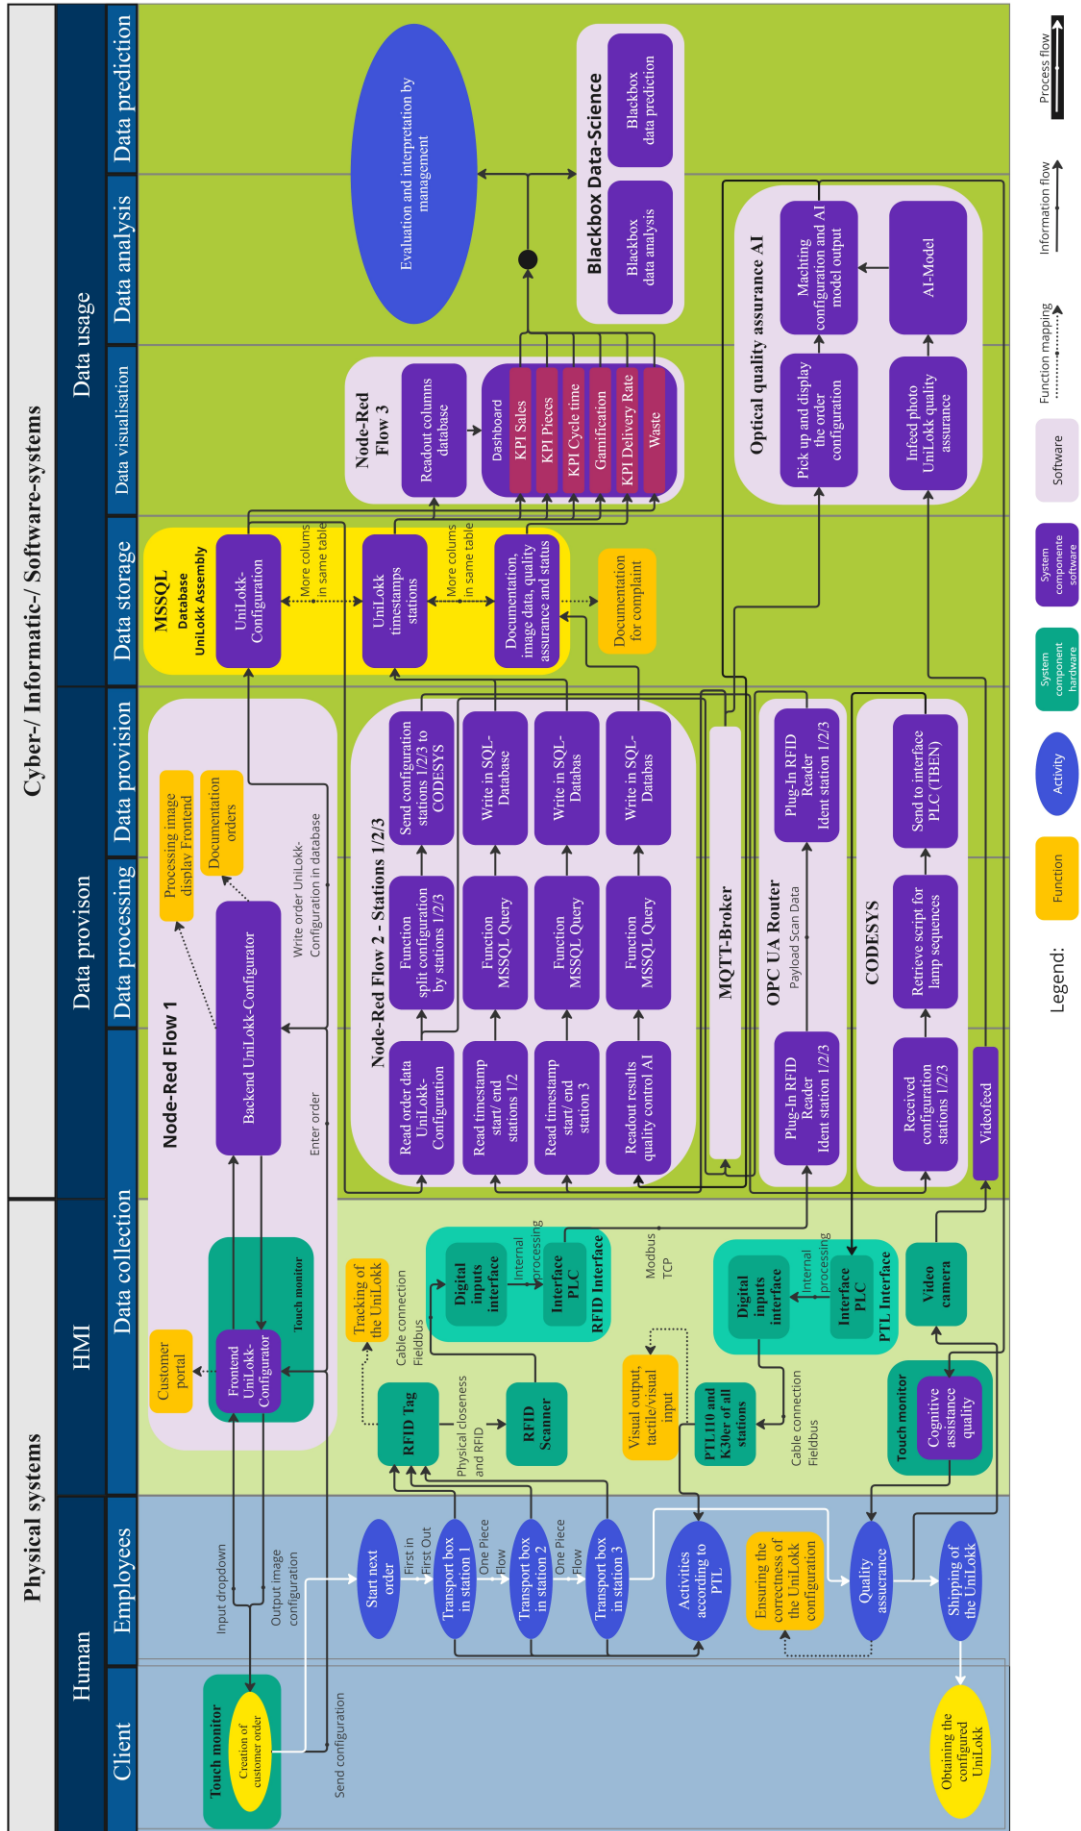 Physical systems
Cyber-/ Informatic-/ Software-systems
Human
HMI
Data provison
Data usage
Client
Employees
Data collection
Data processing
Data provision
Data storage
Data visualisation
Data analysis
Data prediction
Touch monitor
Creation of
customer order
Send configuration
Input dropdown
Output image
configuration
Customer
portal
Frontend
UniLokk-
Configurator
Touch monitor
Node-Red Flow 1
Enter order
Backend UniLokk-Configurator
Processing image
display Frontend
Documentation
orders
Write order UniLokk-
Configuration in database
MSSQL
Database
UniLokk Assembly
UniLokk-
Configuration
More colums
in same table
UniLokk
timestamps
stations
More colums
in same table
Documentation,
image data, quality
assurance and status
Documentation
for complaint
Node-Red
Flow 3
Readout columns
database
Dashboard
KPI Sales
KPI Pieces
KPI Cycle time
Gamification
KPI Delivery Rate
Waste
Evaluation and interpretation by
management
Blackbox Data-Science
Blackbox
data analysis
Blackbox
data prediction
Start next
order
First in
First Out
Transport box
in station 1
One Piece
Flow
Transport box
in station 2
One Piece
Flow
Transport box
in station 3
Activities
according to
PTL
Ensuring the
correctness of
the UniLokk
configuration
Quality
assucrance
Shipping of
the UniLokk
Obtaining the
configured
UniLokk
Tracking of
the UniLokk
RFID Tag
Physical closeness
and RFID
RFID
Scanner
Cable connection
Fieldbus
Digital
inputs
interface
Internal
processing
Interface
PLC
RFID Interface
Modbus
TCP
Visual output,
tactile/visual
input
PTL110 and
K30er of all
stations
Cable connection
Fieldbus
Digital
inputs
interface
Internal
processing
Interface
PLC
PTL Interface
Touch monitor
Cognitive
assistance
quality
Video
camera
Videofeed
Node-Red Flow 2 - Stations 1/2/3
Read order data
UniLokk-
Configuration
Function
split configuration
by stations 1/2/3
Send configuration
stations 1/2/3 to
CODESYS
Read timestamp
start/ end
stations 1/2
Function
MSSQL Query
Write in SQL-
Database
Read timestamp
start/ end
station 3
Function
MSSQL Query
Write in SQL-
Databas
Readout results
quality control AI
Function
MSSQL Query
Write in SQL-
Databas
MQTT-Broker
OPC UA Router
Plug-In RFID
Reader
Ident station 1/2/3
Payload Scan Data
Plug-In RFID
Reader
Ident station 1/2/3
CODESYS
Received
configuration
stations 1/2/3
Retrieve script for
lamp sequences
Send to interface
PLC (TBEN)
Optical quality assurance AI
Pick up and display
the order
configuration
Machting
configuration and AI
model output
Infeed photo
UniLokk quality
assurance
AI-Model
Legend:
Function
Activity
System
component
hardware
System
componente
software
Software
Function mapping
Information flow
Process flow